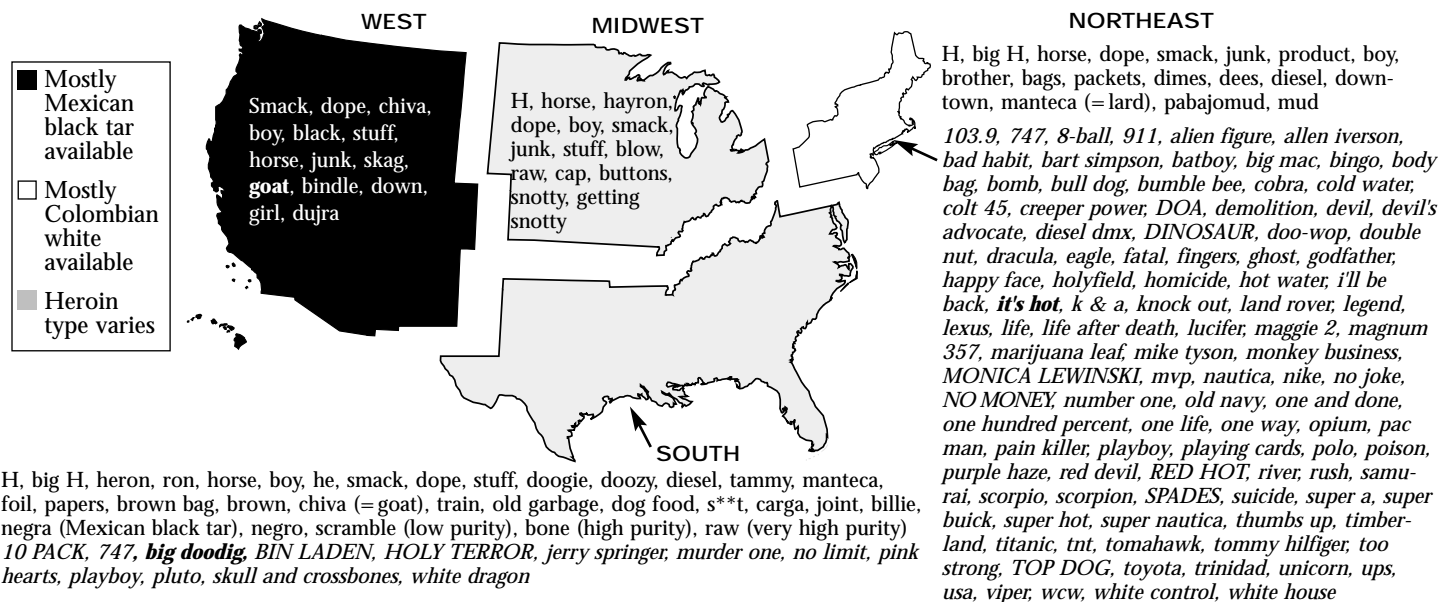 WEST
MIDWEST
NORTHEAST
Mostly
Mexican
black tar
available
Mostly
Colombian
white
available
Heroin
type varies
Smack, dope, chiva,
boy, black, stuff,
horse, junk, skag,
goat, bindle, down,
girl, dujra
H, horse, hayron,
dope, boy, smack,
junk, stuff, blow,
raw, cap, buttons,
snotty, getting
snotty
H, big H, horse, dope, smack, junk, product, boy,
brother, bags, packets, dimes, dees, diesel, down-
town, manteca (=lard), pabajomud, mud
103.9, 747, 8-ball, 911, alien figure, allen iverson,
bad habit, bart simpson, batboy, big mac, bingo, body
bag, bomb, bull dog, bumble bee, cobra, cold water,
colt 45, creeper power, DOA, demolition, devil, devil's
advocate, diesel dmx, DINOSAUR, doo-wop, double
nut, dracula, eagle, fatal, fingers, ghost, godfather,
happy face, holyfield, homicide, hot water, i'll be
back, it's hot, k & a, knock out, land rover, legend,
lexus, life, life after death, lucifer, maggie 2, magnum
357, marijuana leaf, mike tyson, monkey business,
MONICA LEWINSKI, mvp, nautica, nike, no joke,
NO MONEY, number one, old navy, one and done,
one hundred percent, one life, one way, opium, pac
man, pain killer, playboy, playing cards, polo, poison,
purple haze, red devil, RED HOT, river, rush, samu-
rai, scorpio, scorpion, SPADES, suicide, super a, super
buick, super hot, super nautica, thumbs up, timber-
land, titanic, tnt, tomahawk, tommy hilfiger, too
strong, TOP DOG, toyota, trinidad, unicorn, ups,
usa, viper, wcw, white control, white house
SOUTH
H, big H, heron, ron, horse, boy, he, smack, dope, stuff, doogie, doozy, diesel, tammy, manteca,
foil, papers, brown bag, brown, chiva (=goat), train, old garbage, dog food, s**t, carga, joint, billie,
negra (Mexican black tar), negro, scramble (low purity), bone (high purity), raw (very high purity)
10 PACK, 747, big doodig, BIN LADEN, HOLY TERROR, jerry springer, murder one, no limit, pink
hearts, playboy, pluto, skull and crossbones, white dragon